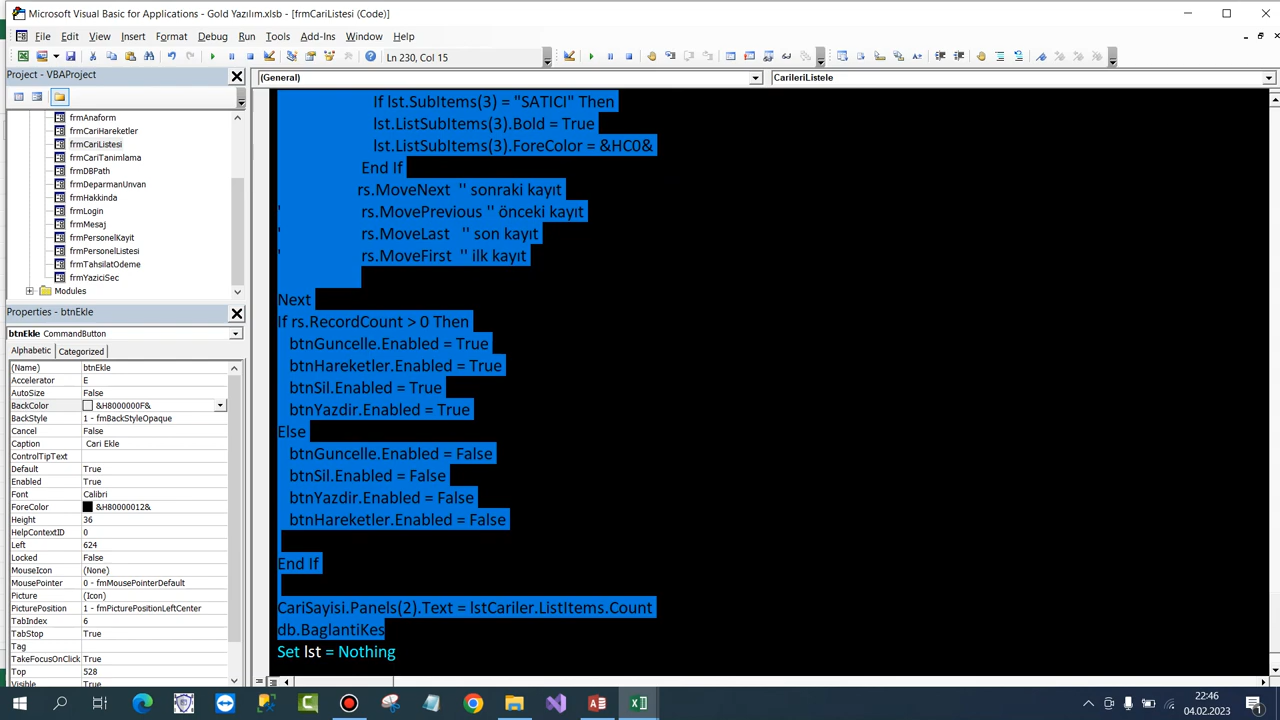 Microsoft Visual Basic for Applications - Gold Yazılım.xlsb - [frmCariListesi (Code)]
File Edit View Insert Format Debug Run Tools Add-Ins Window Help
Ln 230, Col 15
Project - VBAProject
(General)
CarileriListele
frmAnaform
frmCariHareketler
frmCariListesi
frmCariTanimlama
frmDBPath
frmDeparmanUnvan
frmHakkinda
frmLogin
frmMesaj
frmPersonelKayit
frmPersonelListesi
frmTahsilatOdeme
frmYaziciSec
Modules
Properties - btnEkle
btnEkle CommandButton
Alphabetic Categorized
(Name) btnEkle
Accelerator E
AutoSize False
BackColor &H8000000F&
BackStyle 1 - fmBackStyleOpaque
Cancel False
Caption Cari Ekle
ControlTipText
Default True
Enabled True
Font Calibri
ForeColor &H80000012&
Height 36
HelpContextID 0
Left 624
Locked False
MouseIcon (None)
MousePointer 0 - fmMousePointerDefault
Picture (Icon)
PicturePosition 1 - fmPicturePositionLeftCenter
TabIndex 6
TabStop True
Tag
TakeFocusOnClick True
Top 528
Visible True
If lst.SubItems(3) = "SATICI" Then
lst.ListSubItems(3).Bold = True
lst.ListSubItems(3).ForeColor = &HC0&
End If
rs.MoveNext '' sonraki kayıt
' rs.MovePrevious '' önceki kayıt
' rs.MoveLast '' son kayıt
' rs.MoveFirst '' ilk kayıt
Next
If rs.RecordCount > 0 Then
btnGuncelle.Enabled = True
btnHareketler.Enabled = True
btnSil.Enabled = True
btnYazdir.Enabled = True
Else
btnGuncelle.Enabled = False
btnSil.Enabled = False
btnYazdir.Enabled = False
btnHareketler.Enabled = False
End If
CariSayisi.Panels(2).Text = lstCariler.ListItems.Count
db.BaglantiKes
Set lst = Nothing
22:46
04.02.2023